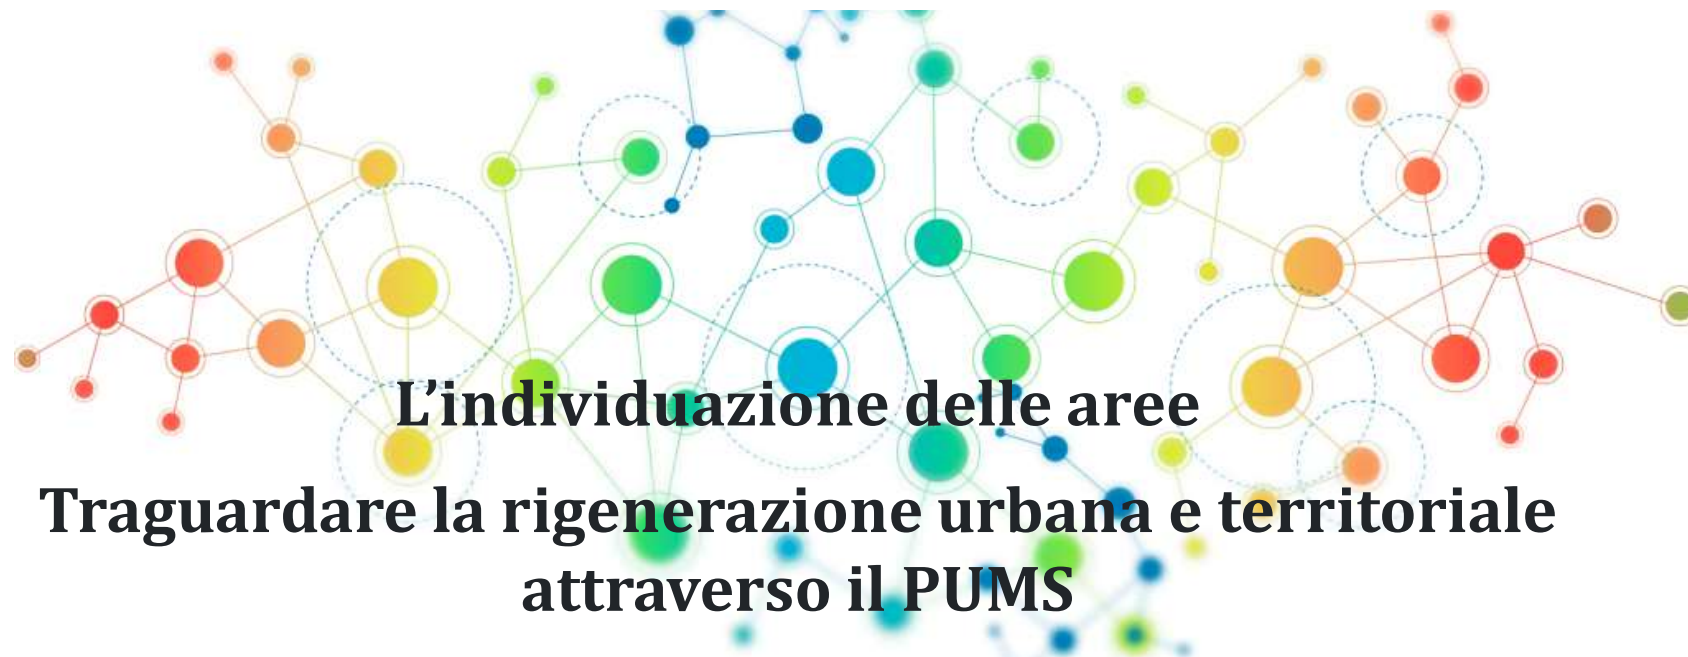 L’individuazione delle aree
Traguardare la rigenerazione urbana e territoriale
attraverso il PUMS